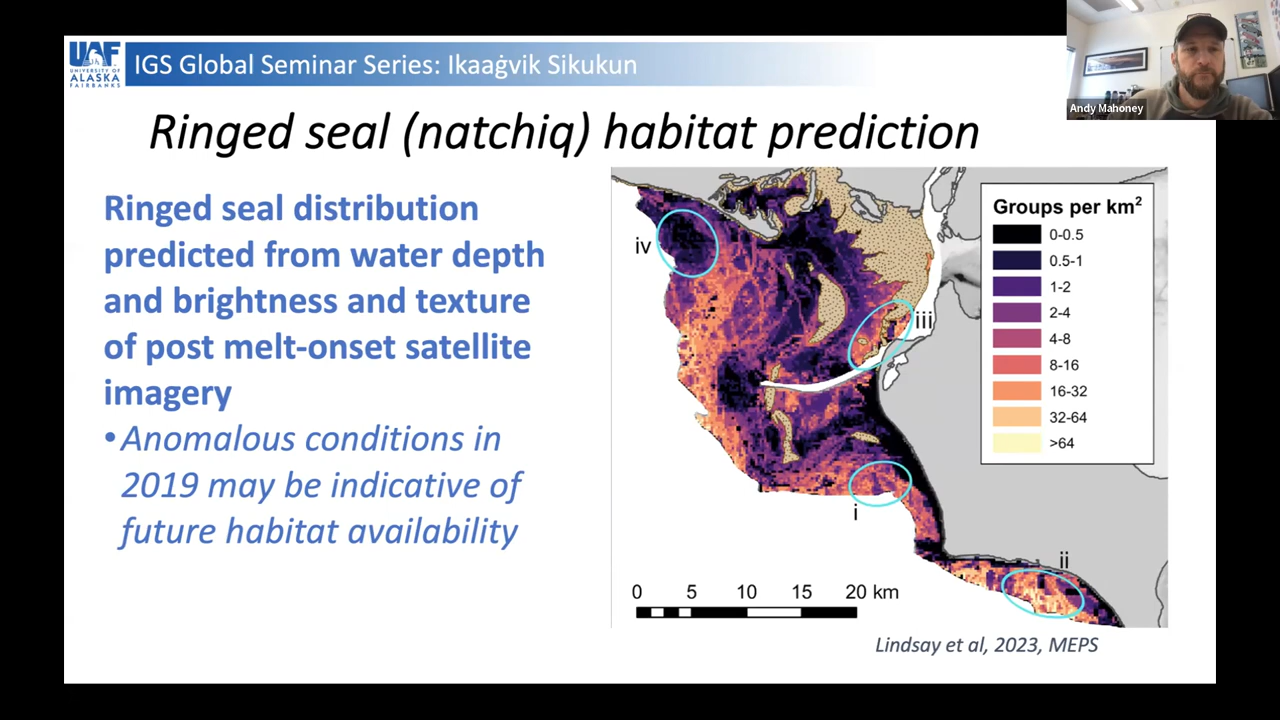 UAF
UNIVERSITY OF
ALASKA
FAIRBANKS
IGS Global Seminar Series: Ikaaġvik Sikukun
Andy Mahoney
Ringed seal (natchiq) habitat prediction
Ringed seal distribution
predicted from water depth
and brightness and texture
of post melt-onset satellite
imagery
•Anomalous conditions in
2019 may be indicative of
future habitat availability
iv
iii
i
ii
Groups per km²
0-0.5
0.5-1
1-2
2-4
4-8
8-16
16-32
32-64
>64
0 5 10 15 20 km
Lindsay et al, 2023, MEPS